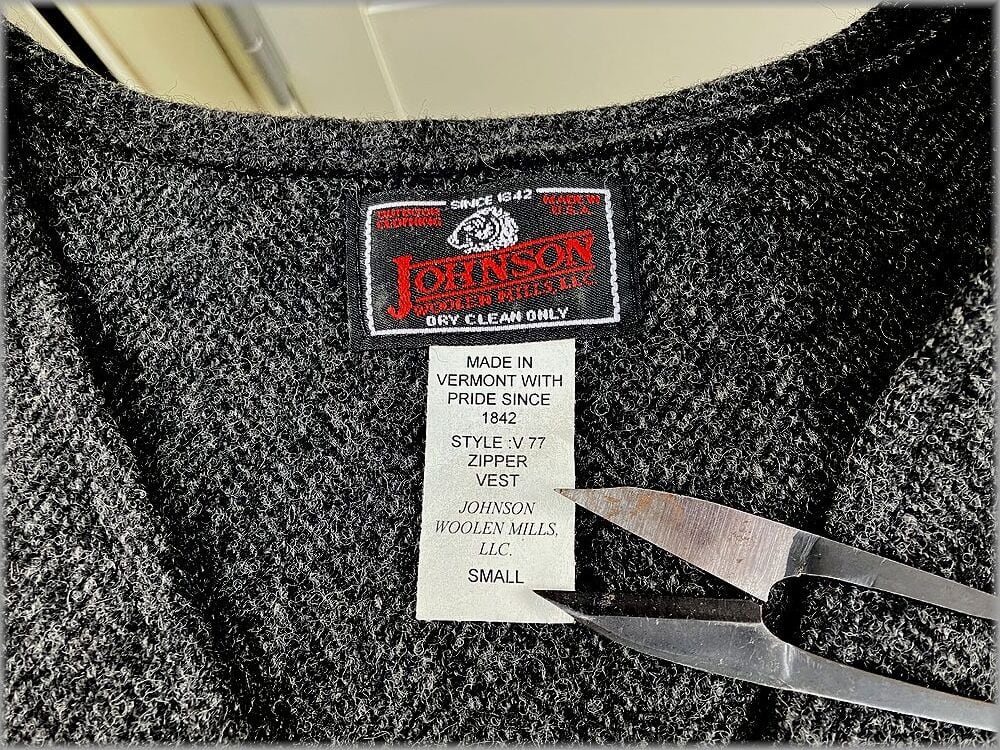 SINCE 1842
OUTDOOR CLOTHING
MADE IN U.S.A
JOHNSON
WOOLEN MILLS, LLC
DRY CLEAN ONLY
MADE IN
VERMONT WITH
PRIDE SINCE
1842
STYLE :V 77
ZIPPER
VEST
JOHNSON
WOOLEN MILLS,
LLC.
SMALL